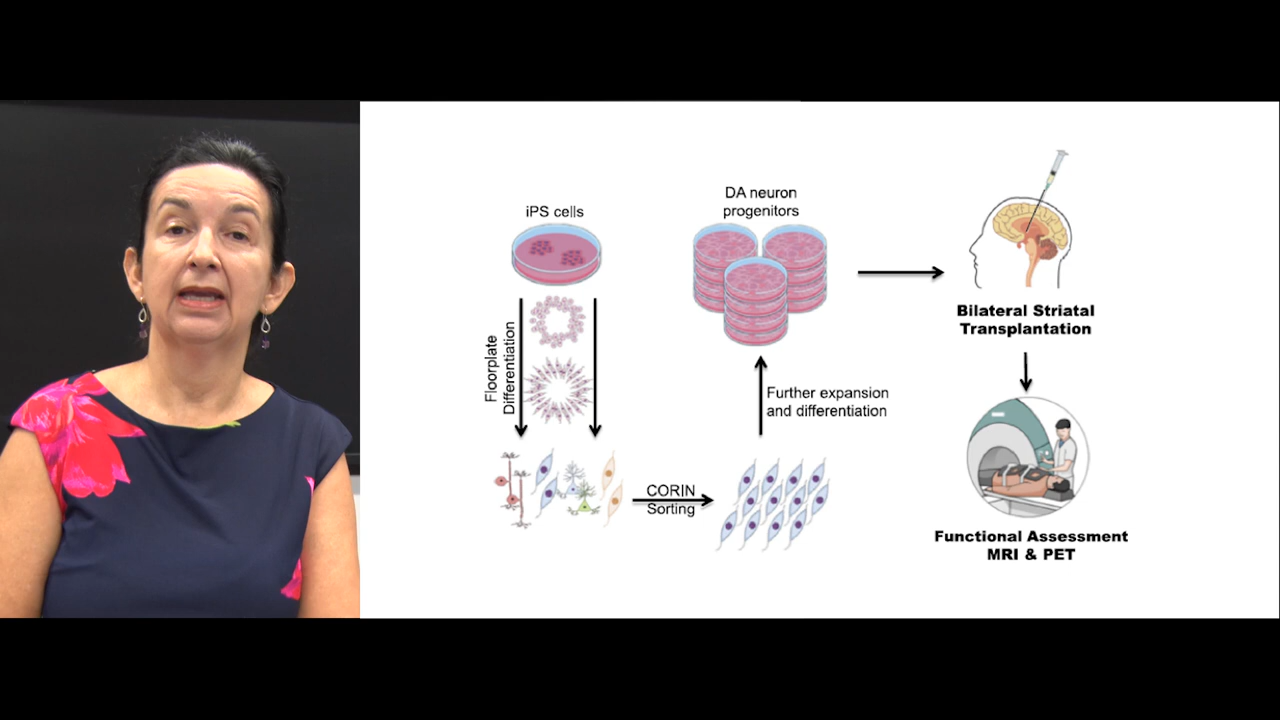 iPS cells
Floorplate
Differentiation
CORIN
Sorting
Further expansion
and differentiation
DA neuron
progenitors
Bilateral Striatal
Transplantation
Functional Assessment
MRI & PET